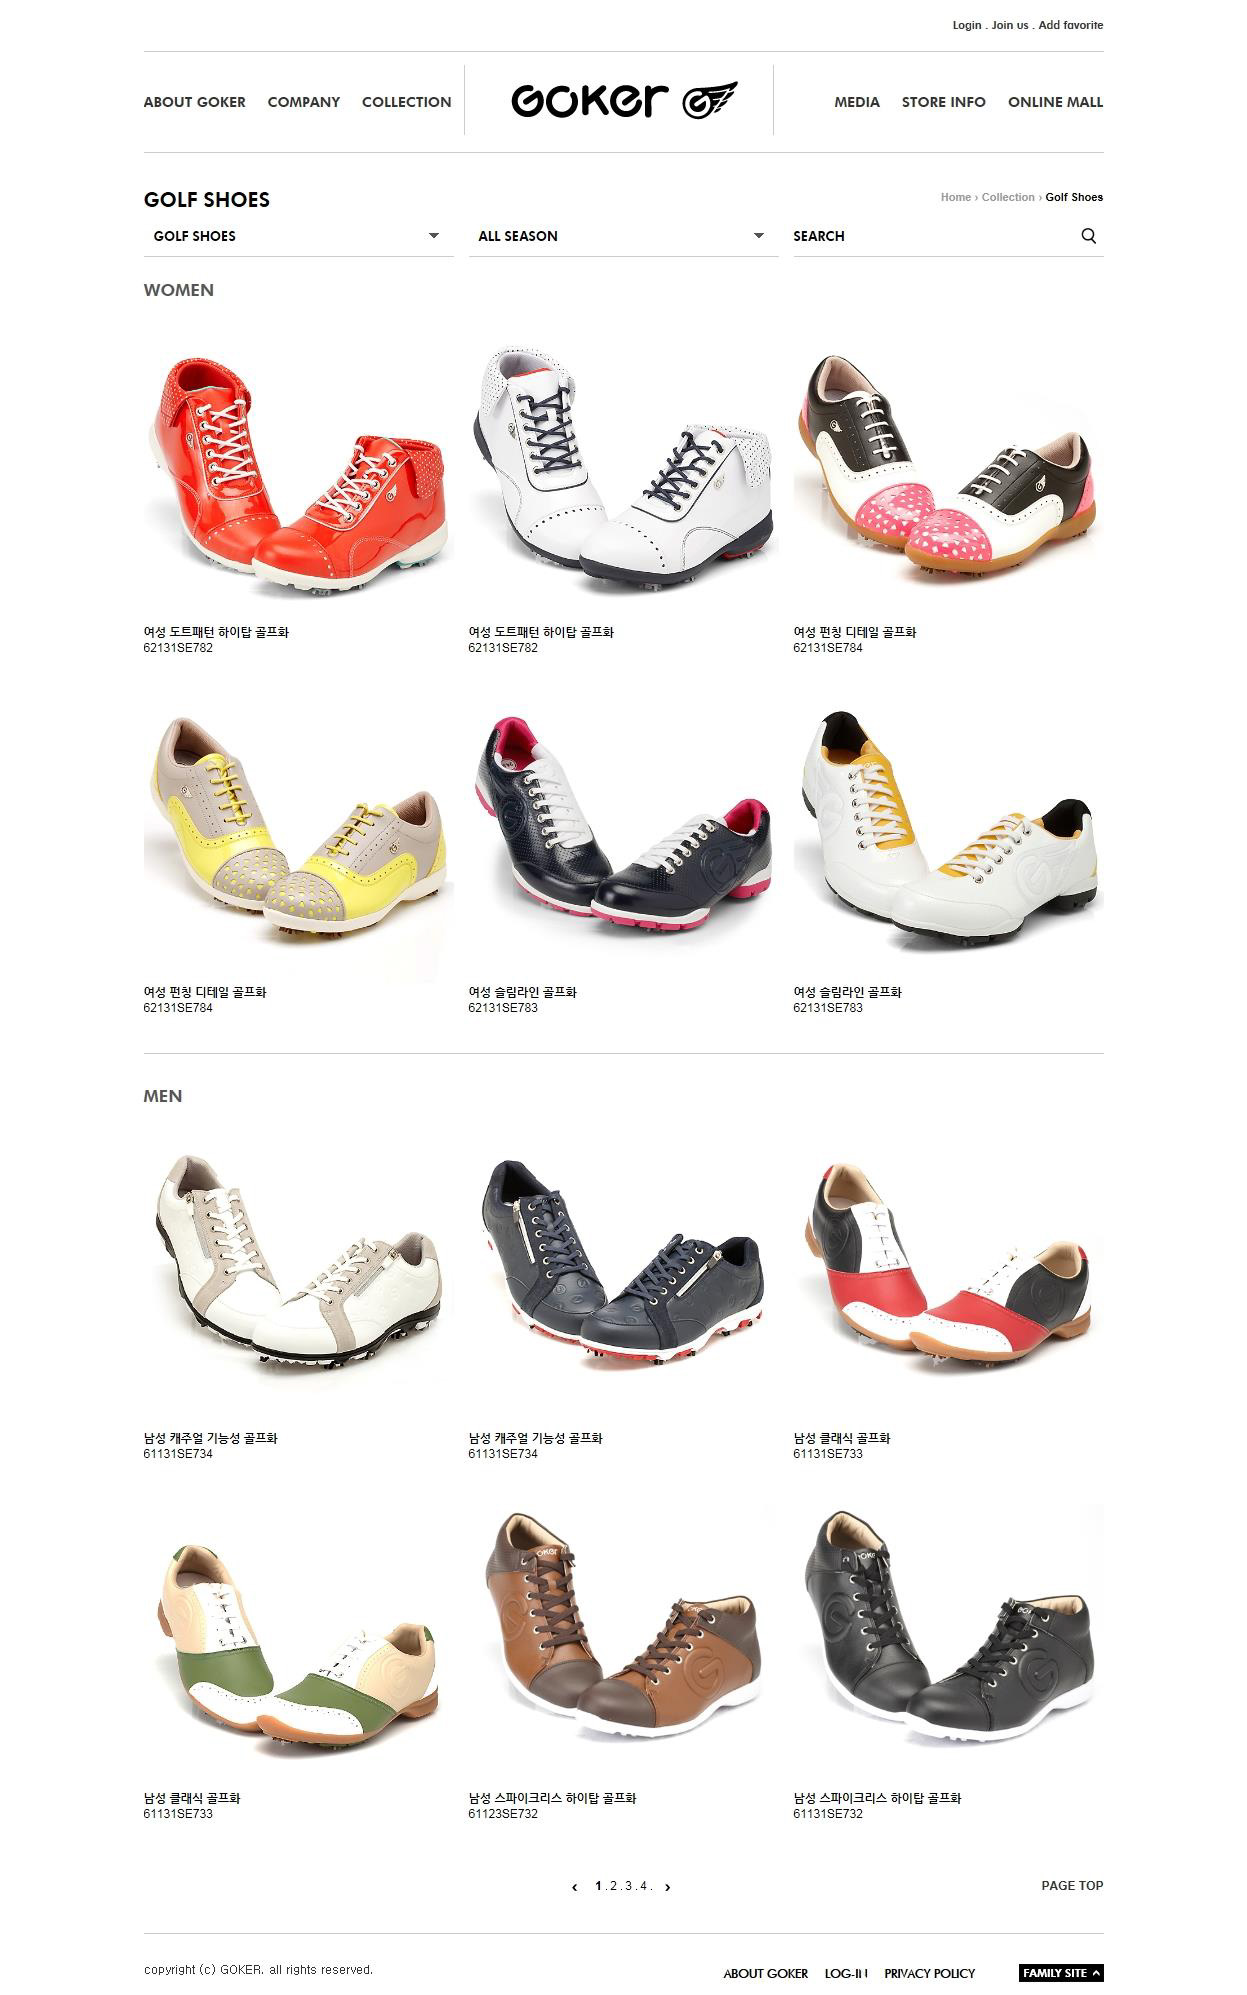 Login . Join us . Add favorite
ABOUT GOKER COMPANY COLLECTION GOKER MEDIA STORE INFO ONLINE MALL
GOLF SHOES
Home › Collection › Golf Shoes
GOLF SHOES ALL SEASON SEARCH
WOMEN
여성 도트패턴 하이탑 골프화 여성 도트패턴 하이탑 골프화 여성 펀칭 디테일 골프화
62131SE782 62131SE782 62131SE784
여성 펀칭 디테일 골프화 여성 슬림라인 골프화 여성 슬림라인 골프화
62131SE784 62131SE783 62131SE783
MEN
남성 캐주얼 기능성 골프화 남성 캐주얼 기능성 골프화 남성 클래식 골프화
61131SE734 61131SE734 61131SE733
남성 클래식 골프화 남성 스파이크리스 하이탑 골프화 남성 스파이크리스 하이탑 골프화
61131SE733 61123SE732 61131SE732
‹ 1 . 2 . 3 . 4 . › PAGE TOP
copyright (c) GOKER. all rights reserved. ABOUT GOKER LOG-IN PRIVACY POLICY FAMILY SITE